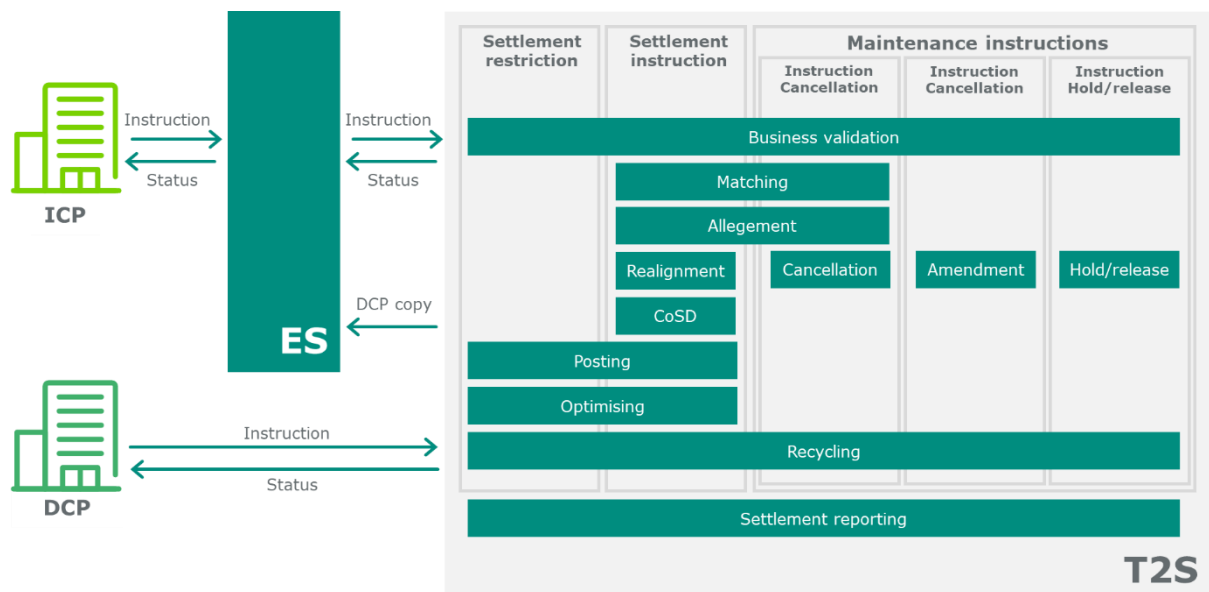 Settlement
restriction
Settlement
instruction
Maintenance instructions
Instruction
Cancellation
Instruction
Cancellation
Instruction
Hold/release
Instruction
Status
ICP
Instruction
Status
Business validation
Matching
Allegement
Realignment
Cancellation
Amendment
Hold/release
DCP copy
CoSD
ES
Posting
Optimising
Instruction
Status
DCP
Recycling
Settlement reporting
T2S